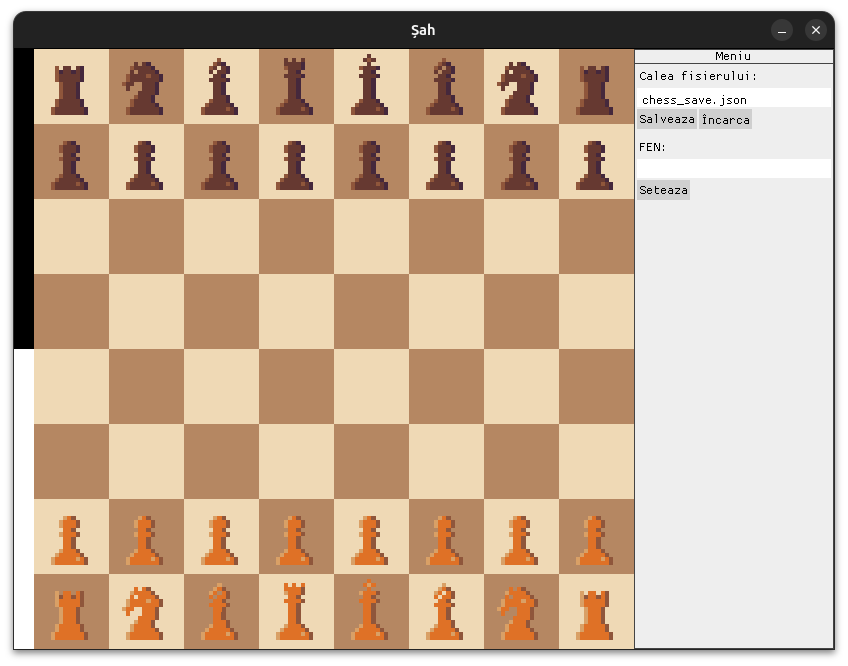 Șah
Meniu
Calea fisierului:
chess_save.json
Salveaza Încarca
FEN:
Seteaza